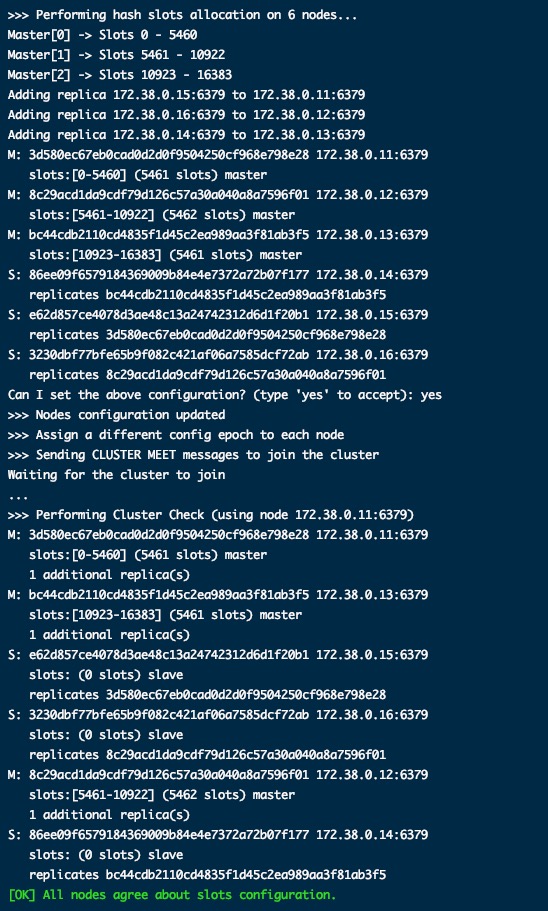 >>> Performing hash slots allocation on 6 nodes...
Master[0] -> Slots 0 - 5460
Master[1] -> Slots 5461 - 10922
Master[2] -> Slots 10923 - 16383
Adding replica 172.38.0.15:6379 to 172.38.0.11:6379
Adding replica 172.38.0.16:6379 to 172.38.0.12:6379
Adding replica 172.38.0.14:6379 to 172.38.0.13:6379
M: 3d580ec67eb0cad0d2d0f9504250cf968e798e28 172.38.0.11:6379
   slots:[0-5460] (5461 slots) master
M: 8c29acd1da9cdf79d126c57a30a040a8a7596f01 172.38.0.12:6379
   slots:[5461-10922] (5462 slots) master
M: bc44cdb2110cd4835f1d45c2ea989aa3f81ab3f5 172.38.0.13:6379
   slots:[10923-16383] (5461 slots) master
S: 86ee09f6579184369009b84e4e7372a72b07f177 172.38.0.14:6379
   replicates bc44cdb2110cd4835f1d45c2ea989aa3f81ab3f5
S: e62d857ce4078d3ae48c13a24742312d6d1f20b1 172.38.0.15:6379
   replicates 3d580ec67eb0cad0d2d0f9504250cf968e798e28
S: 3230dbf77bfe65b9f082c421af06a7585dcf72ab 172.38.0.16:6379
   replicates 8c29acd1da9cdf79d126c57a30a040a8a7596f01
Can I set the above configuration? (type 'yes' to accept): yes
>>> Nodes configuration updated
>>> Assign a different config epoch to each node
>>> Sending CLUSTER MEET messages to join the cluster
Waiting for the cluster to join
...
>>> Performing Cluster Check (using node 172.38.0.11:6379)
M: 3d580ec67eb0cad0d2d0f9504250cf968e798e28 172.38.0.11:6379
   slots:[0-5460] (5461 slots) master
   1 additional replica(s)
M: bc44cdb2110cd4835f1d45c2ea989aa3f81ab3f5 172.38.0.13:6379
   slots:[10923-16383] (5461 slots) master
   1 additional replica(s)
S: e62d857ce4078d3ae48c13a24742312d6d1f20b1 172.38.0.15:6379
   slots: (0 slots) slave
   replicates 3d580ec67eb0cad0d2d0f9504250cf968e798e28
S: 3230dbf77bfe65b9f082c421af06a7585dcf72ab 172.38.0.16:6379
   slots: (0 slots) slave
   replicates 8c29acd1da9cdf79d126c57a30a040a8a7596f01
M: 8c29acd1da9cdf79d126c57a30a040a8a7596f01 172.38.0.12:6379
   slots:[5461-10922] (5462 slots) master
   1 additional replica(s)
S: 86ee09f6579184369009b84e4e7372a72b07f177 172.38.0.14:6379
   slots: (0 slots) slave
   replicates bc44cdb2110cd4835f1d45c2ea989aa3f81ab3f5
[OK] All nodes agree about slots configuration.